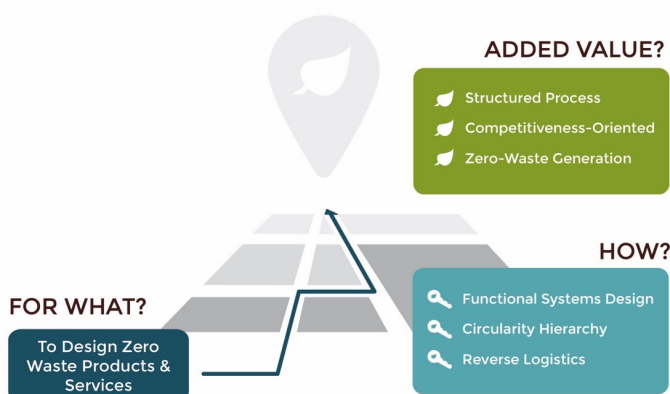 ADDED VALUE?
Structured Process
Competitiveness-Oriented
Zero-Waste Generation
HOW?
Functional Systems Design
Circularity Hierarchy
Reverse Logistics
FOR WHAT?
To Design Zero
Waste Products &
Services